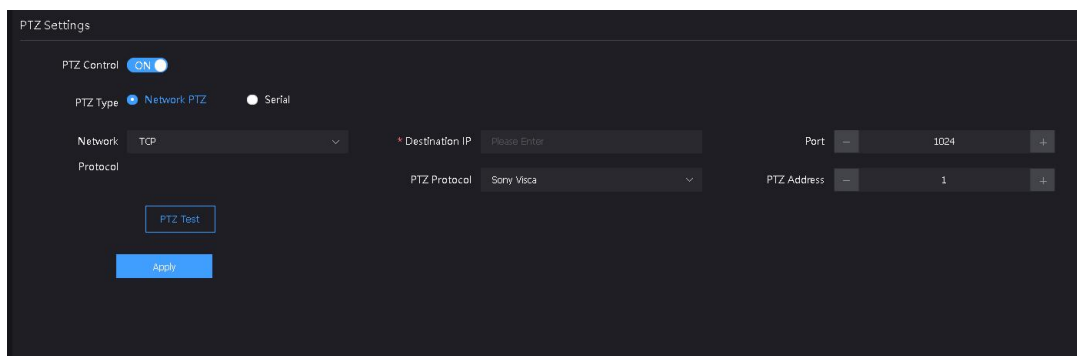 PTZ Settings
PTZ Control ON
PTZ Type Network PTZ Serial
Network Protocol TCP * Destination IP Please Enter Port − 1024 +
PTZ Protocol Sony Visca PTZ Address − 1 +
PTZ Test
Apply